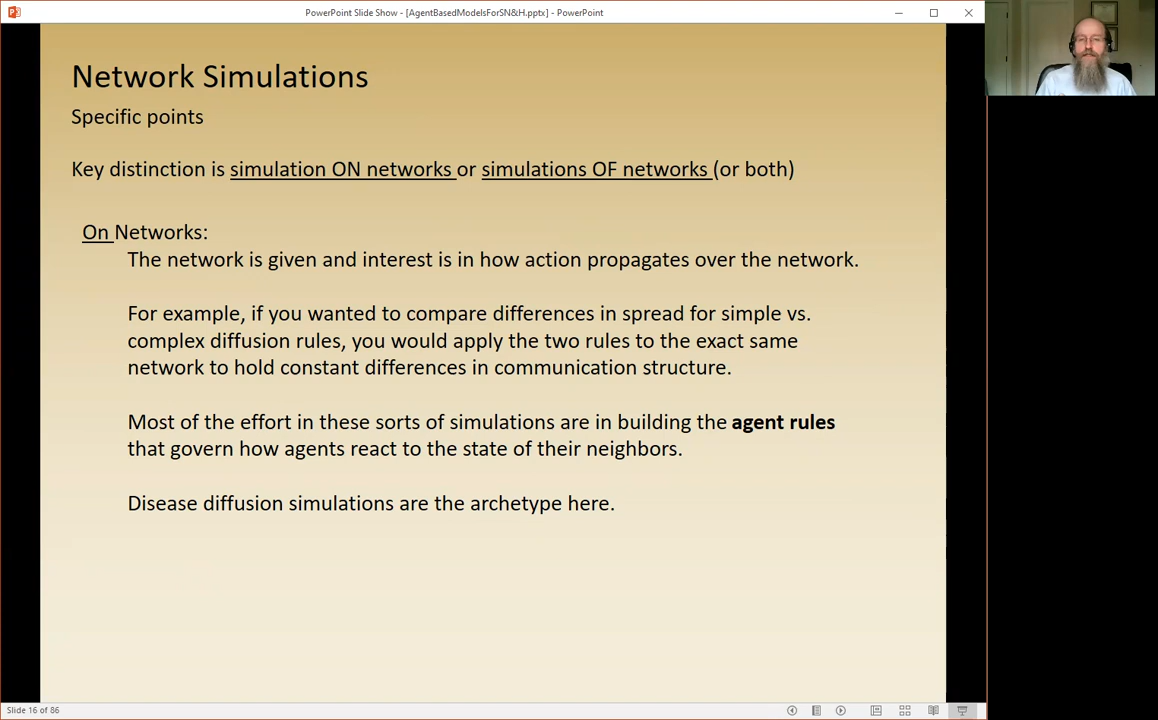 PowerPoint Slide Show - [AgentBasedModelsForSN&H.pptx] - PowerPoint
Network Simulations
Specific points
Key distinction is simulation ON networks or simulations OF networks (or both)
On Networks:
The network is given and interest is in how action propagates over the network.
For example, if you wanted to compare differences in spread for simple vs.
complex diffusion rules, you would apply the two rules to the exact same
network to hold constant differences in communication structure.
Most of the effort in these sorts of simulations are in building the agent rules
that govern how agents react to the state of their neighbors.
Disease diffusion simulations are the archetype here.
Slide 16 of 86